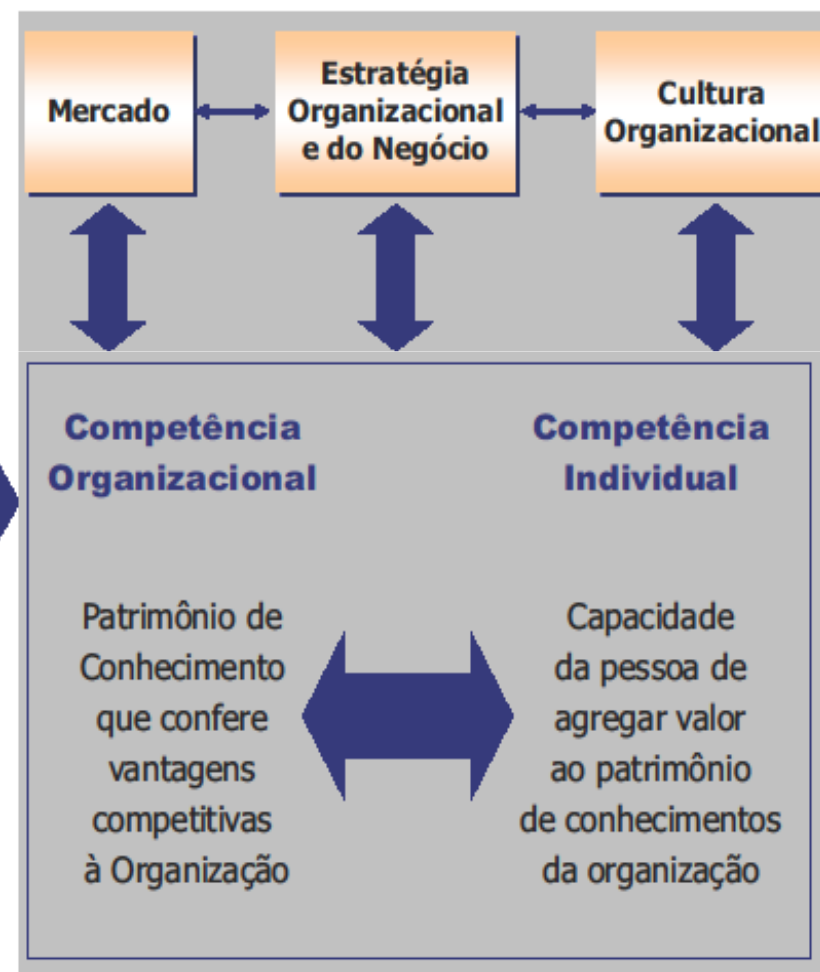 Mercado
Estratégia
Organizacional
e do Negócio
Cultura
Organizacional
Competência
Organizacional
Patrimônio de
Conhecimento
que confere
vantagens
competitivas
à Organização
Competência
Individual
Capacidade
da pessoa de
agregar valor
ao patrimônio
de conhecimentos
da organização